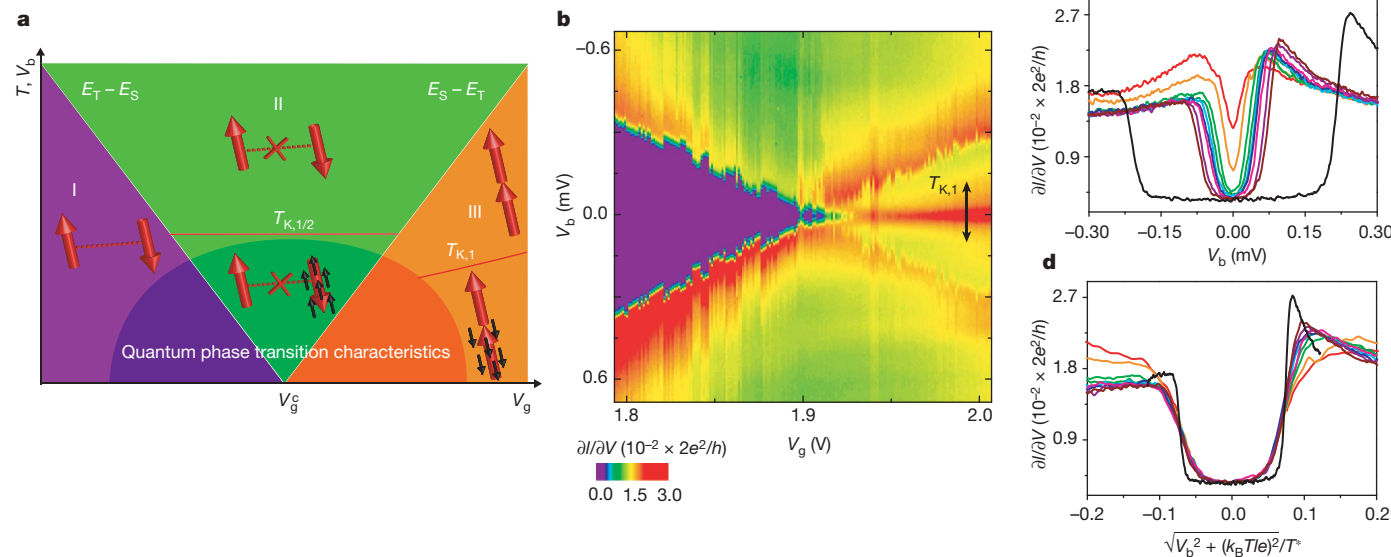 a
T, V_b
E_T − E_S
E_S − E_T
II
I
III
T_K,1/2
T_K,1
Quantum phase transition characteristics
V_g^c
V_g
b
−0.6
0.0
0.6
V_b (mV)
T_K,1
1.8
1.9
2.0
V_g (V)
∂I/∂V (10^−2 × 2e^2/h)
0.0 1.5 3.0
2.7
1.8
0.9
∂I/∂V (10^−2 × 2e^2/h)
−0.30 −0.15 0.00 0.15 0.30
V_b (mV)
d
2.7
1.8
0.9
∂I/∂V (10^−2 × 2e^2/h)
−0.2 −0.1 0.0 0.1 0.2
√V_b^2 + (k_BT/e)^2/T*